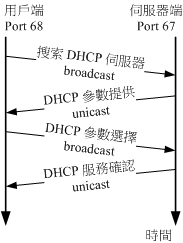 用戶端
Port 68
伺服器端
Port 67
搜索 DHCP 伺服器
broadcast
DHCP 參數提供
unicast
DHCP 參數選擇
broadcast
DHCP 服務確認
unicast
時間